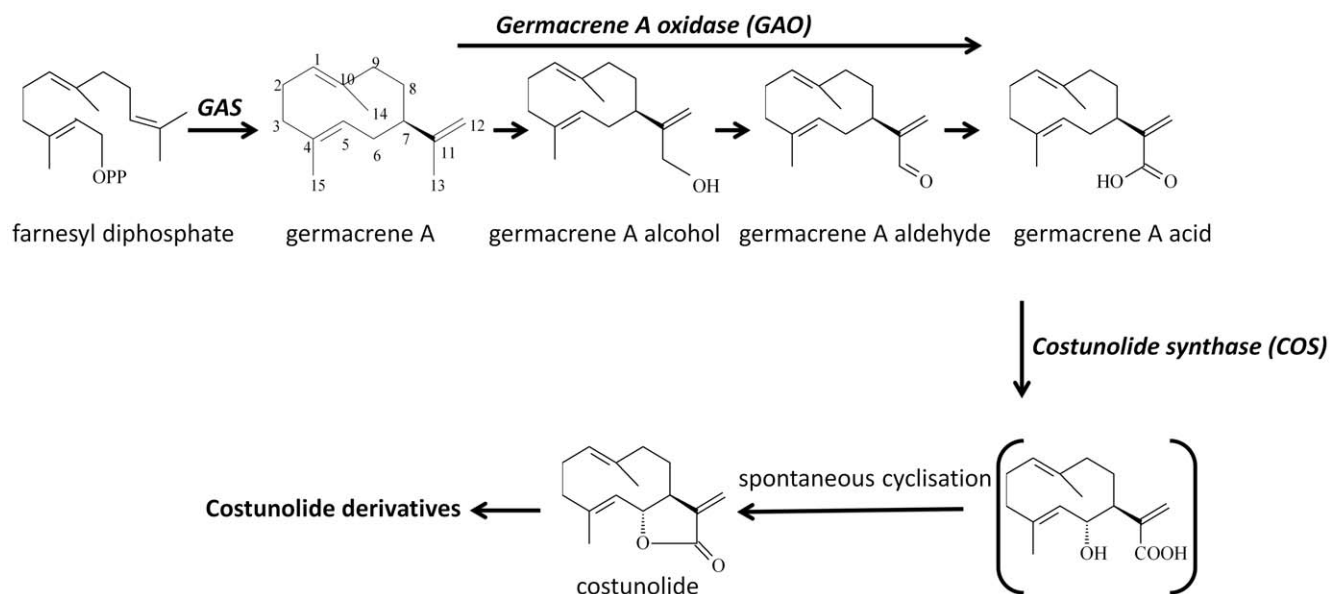 Germacrene A oxidase (GAO)
GAS
1
2
3
4
5
6
7
8
9
10
11
12
13
14
15
OPP
OH
O
HO
O
farnesyl diphosphate
germacrene A
germacrene A alcohol
germacrene A aldehyde
germacrene A acid
Costunolide synthase (COS)
OH
COOH
spontaneous cyclisation
O
O
costunolide
Costunolide derivatives